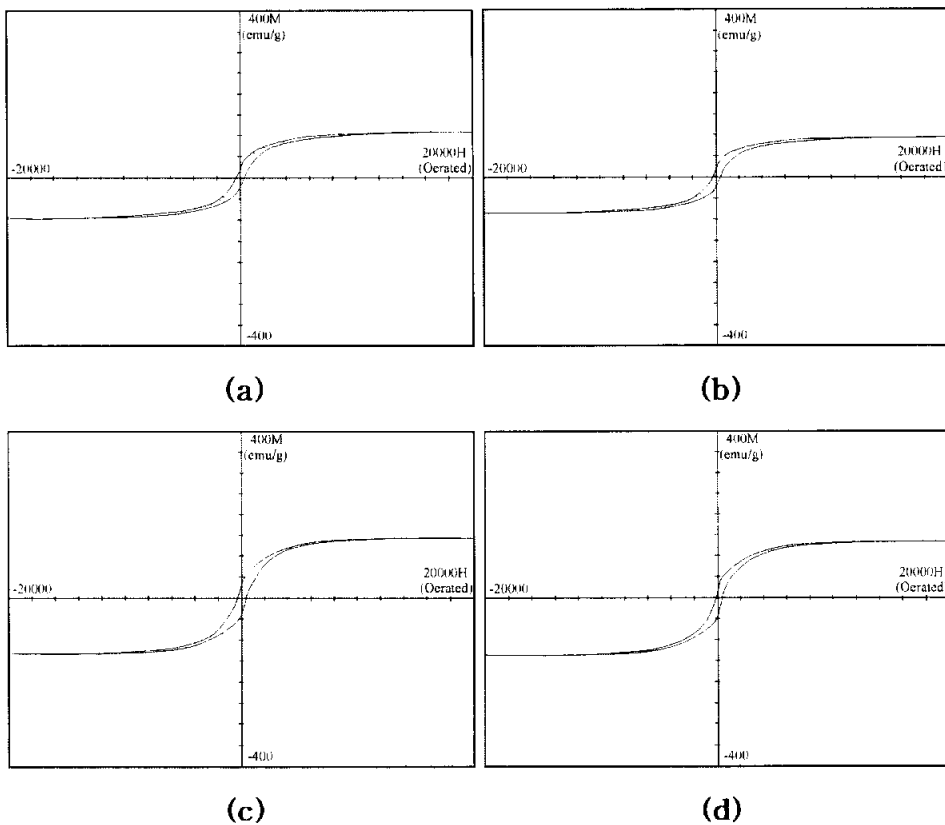 400M
(emu/g)
-20000
20000H
(Oerated)
-400
(a)
400M
(emu/g)
-20000
20000H
(Oerated)
-400
(b)
400M
(emu/g)
-20000
20000H
(Oerated)
-400
(c)
400M
(emu/g)
-20000
20000H
(Oerated)
-400
(d)